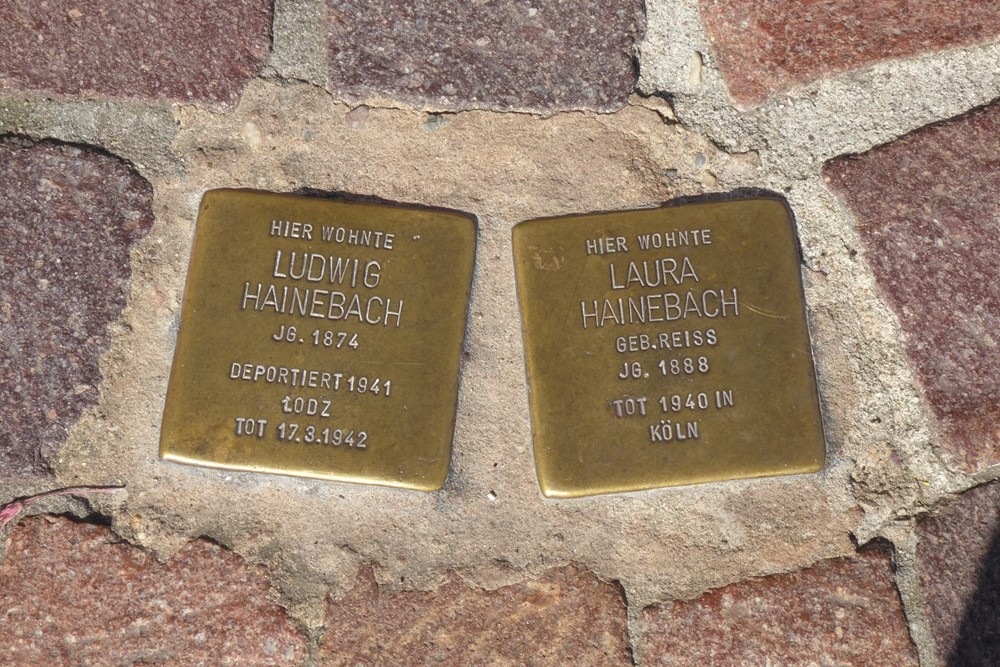 HIER WOHNTE
LUDWIG
HAINEBACH
JG. 1874
DEPORTIERT 1941
ŁODZ
TOT 17.3.1942
HIER WOHNTE
LAURA
HAINEBACH
GEB. REISS
JG. 1888
TOT 1940 IN
KÖLN